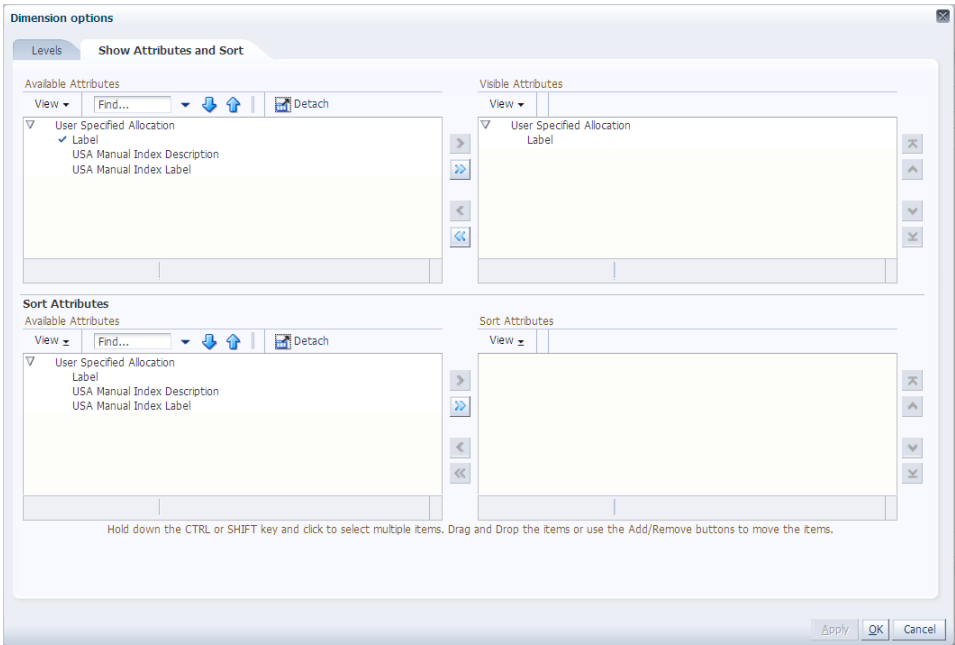 Dimension options
Levels
Show Attributes and Sort
Available Attributes
View
Find...
Detach
User Specified Allocation
Label
USA Manual Index Description
USA Manual Index Label
Visible Attributes
View
User Specified Allocation
Label
Sort Attributes
Available Attributes
View
Find...
Detach
User Specified Allocation
Label
USA Manual Index Description
USA Manual Index Label
Sort Attributes
View
Hold down the CTRL or SHIFT key and click to select multiple items. Drag and Drop the items or use the Add/Remove buttons to move the items.
Apply
OK
Cancel